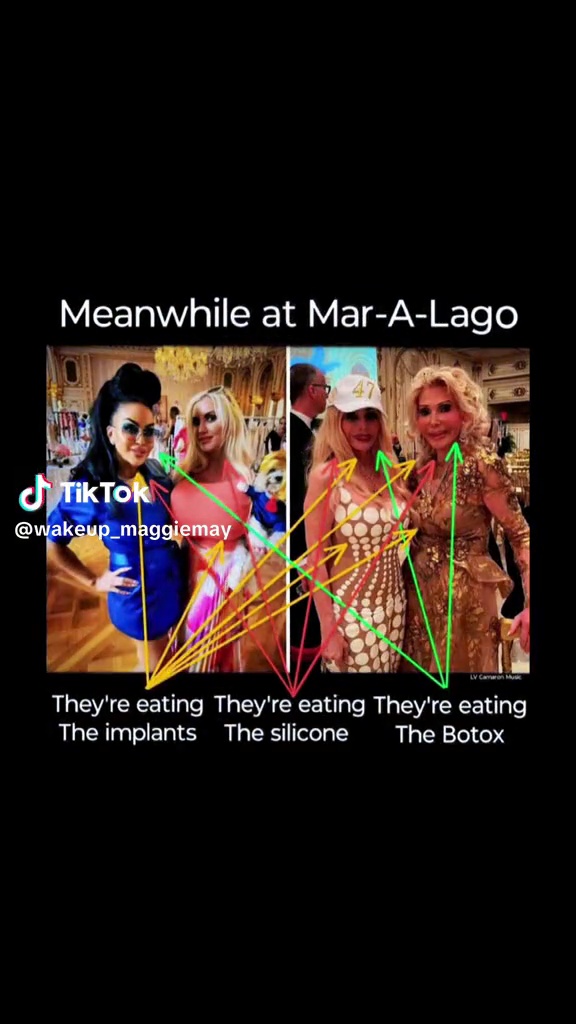 Meanwhile at Mar-A-Lago
47
TikTok
@wakeup_maggiemay
LV Camaron Music
They're eating They're eating They're eating
The implants The silicone The Botox